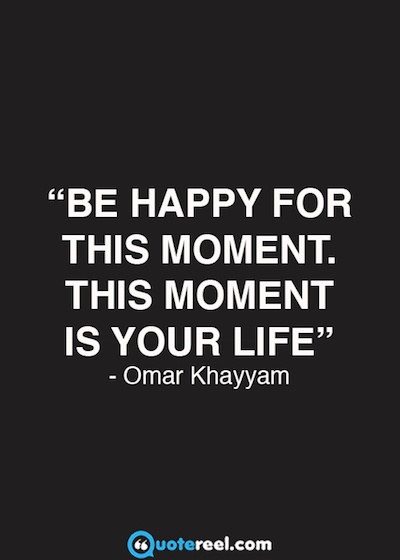 “BE HAPPY FOR
THIS MOMENT.
THIS MOMENT
IS YOUR LIFE”
- Omar Khayyam
Quotereel.com